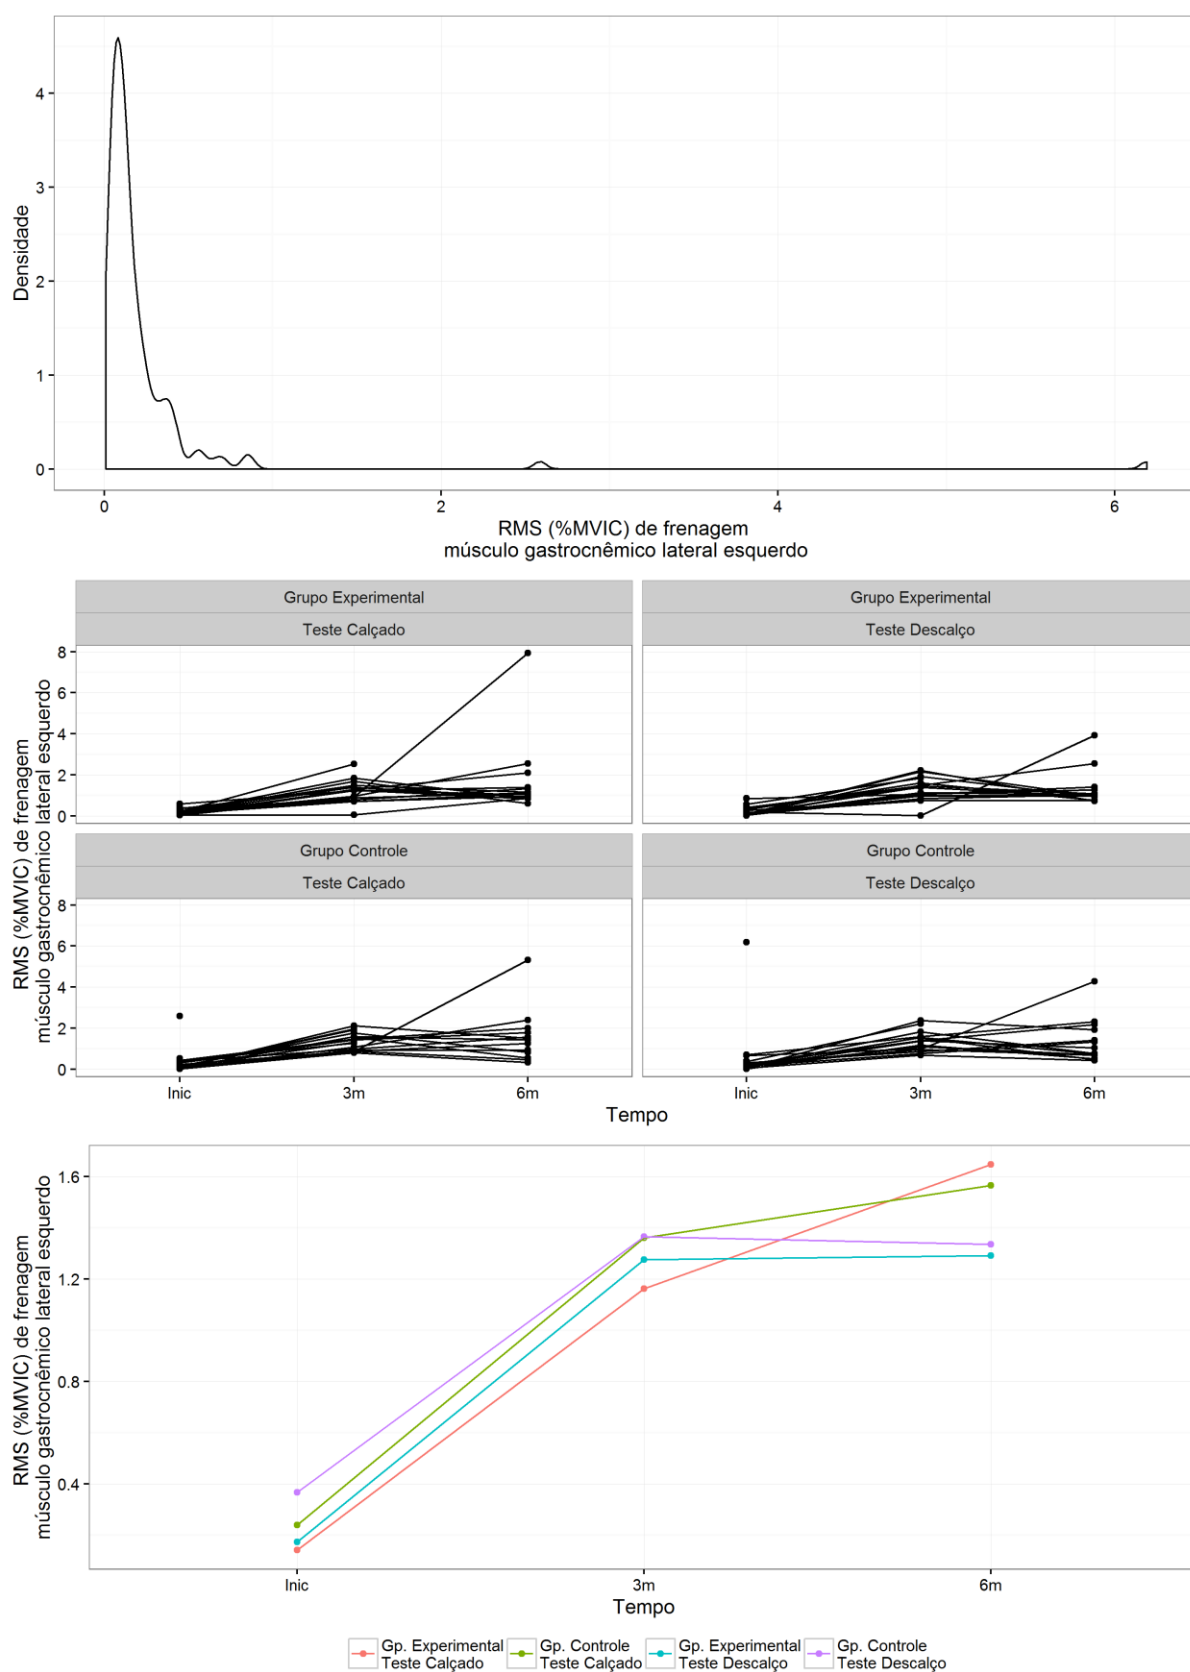 Densidade
4
3
2
1
0
0
2
4
6
RMS (%MVIC) de frenagem
músculo gastrocnêmico lateral esquerdo
RMS (%MVIC) de frenagem
músculo gastrocnêmico lateral esquerdo
Grupo Experimental
Grupo Experimental
Teste Calçado
Teste Descalço
8
6
4
2
0
Grupo Controle
Grupo Controle
Teste Calçado
Teste Descalço
8
6
4
2
0
Inic
3m
6m
Inic
3m
6m
Tempo
RMS (%MVIC) de frenagem
músculo gastrocnêmico lateral esquerdo
1.6
1.2
0.8
0.4
Inic
3m
6m
Tempo
Gp. Experimental
Teste Calçado
Gp. Controle
Teste Calçado
Gp. Experimental
Teste Descalço
Gp. Controle
Teste Descalço